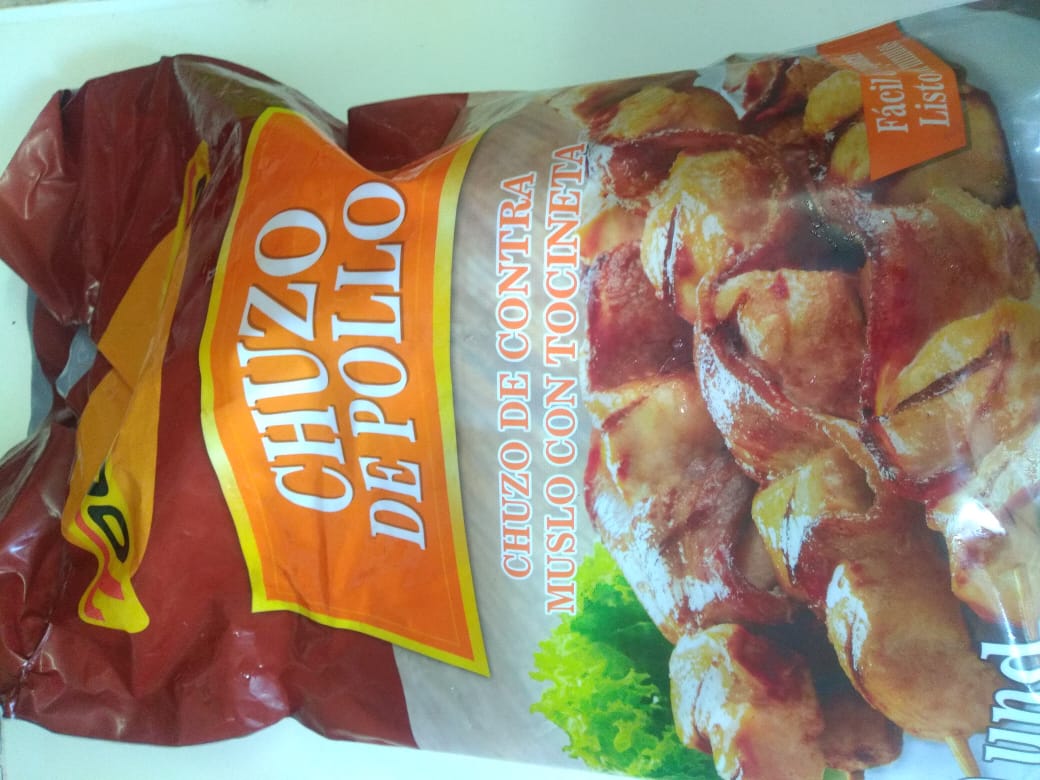 CHUZO
DE POLLO
CHUZO DE CONTRA
MUSLO CON TOCINETA
Fácil
Listo
und